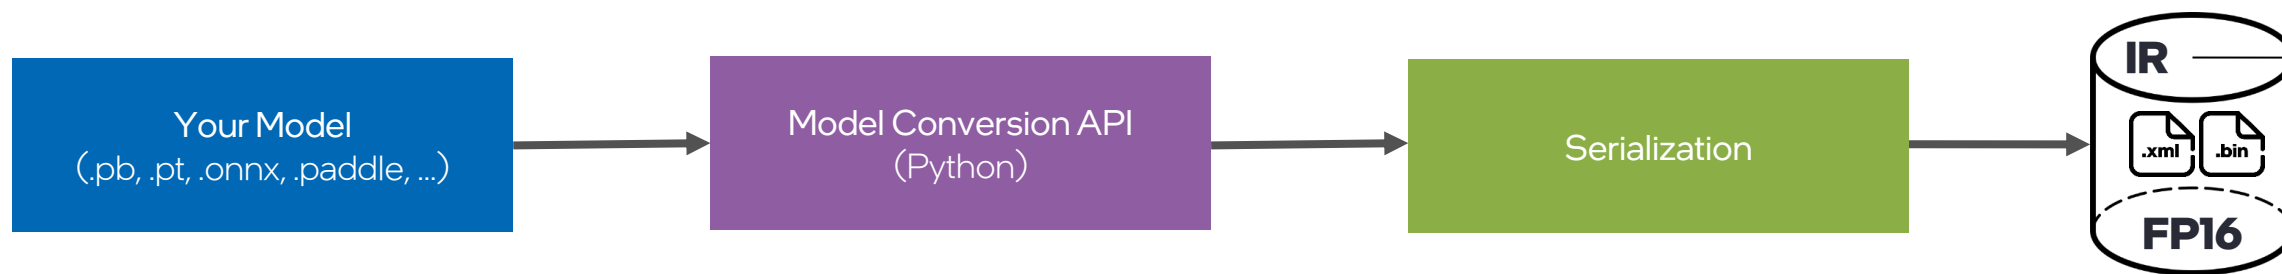 Your Model
(.pb, .pt, .onnx, .paddle, ...)
Model Conversion API
(Python)
Serialization
IR
.xml
.bin
FP16